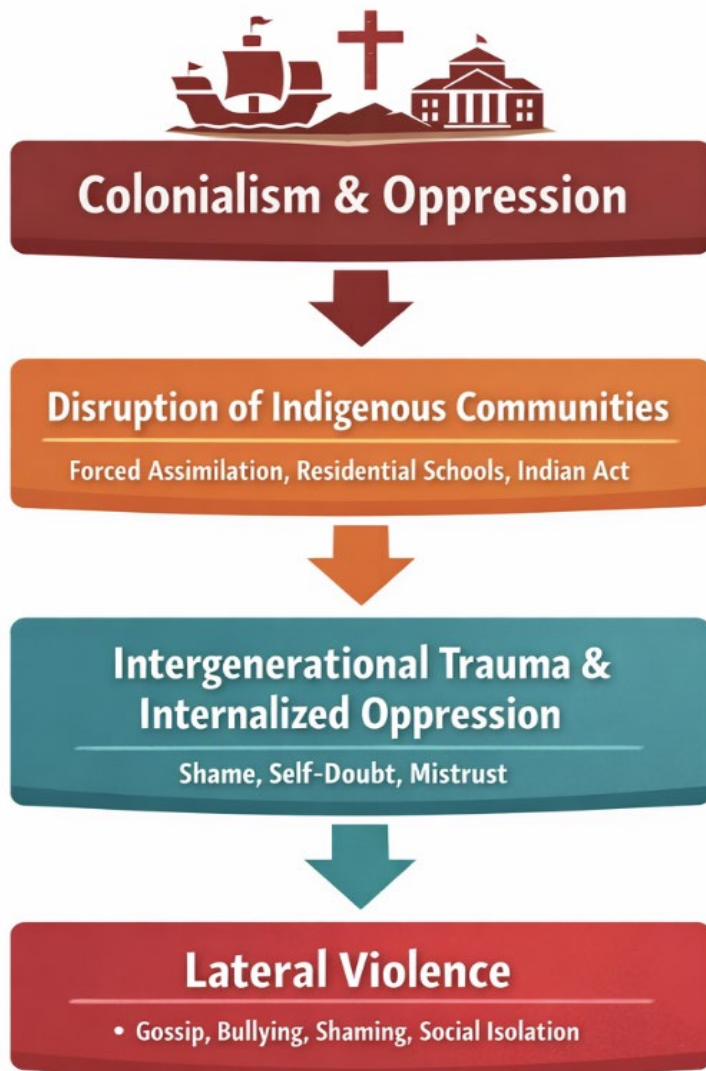 Colonialism & Oppression
Disruption of Indigenous Communities
Forced Assimilation, Residential Schools, Indian Act
Intergenerational Trauma &
Internalized Oppression
Shame, Self-Doubt, Mistrust
Lateral Violence
• Gossip, Bullying, Shaming, Social Isolation